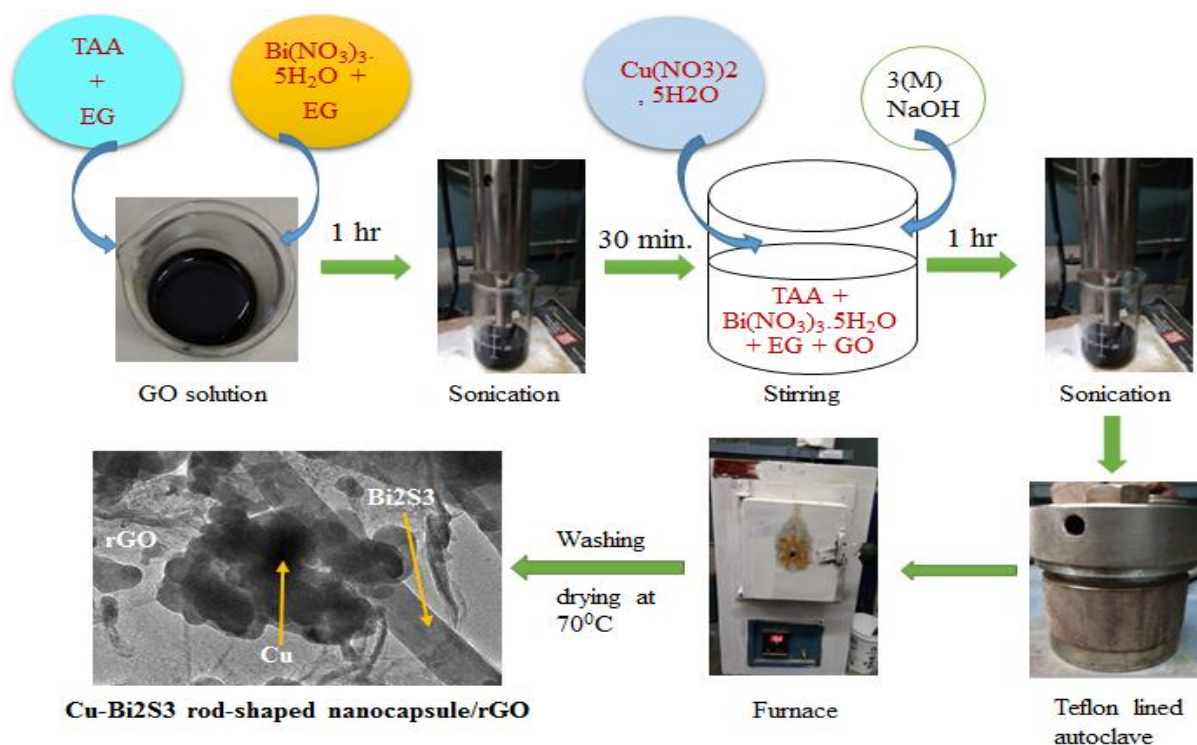 TAA
+
EG
Bi(NO₃)₃.
5H₂O +
EG
Cu(NO3)2
, 5H2O
3(M)
NaOH
1 hr
30 min.
1 hr
TAA +
Bi(NO₃)₃.5H₂O
+ EG + GO
GO solution
Sonication
Stirring
Sonication
Bi2S3
rGO
Cu
Washing
drying at
70⁰C
Cu-Bi2S3 rod-shaped nanocapsule/rGO
Furnace
Teflon lined
autoclave